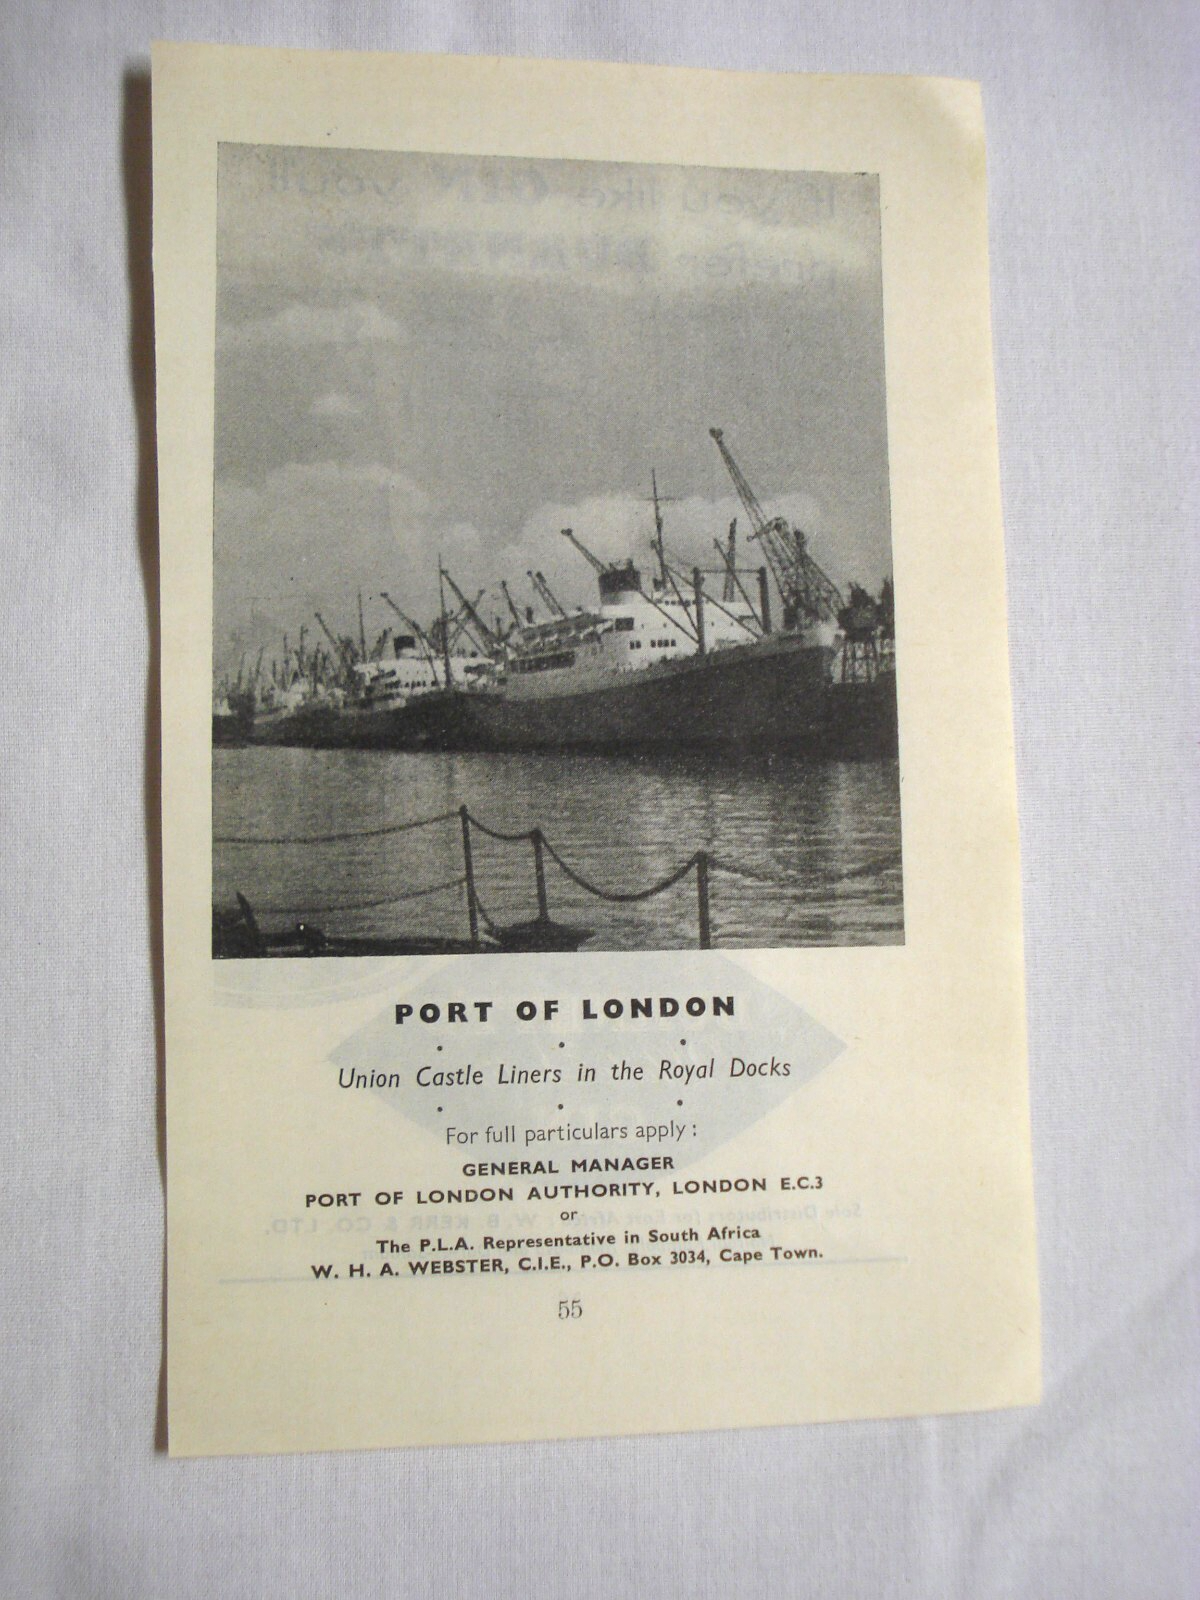 PORT OF LONDON
Union Castle Liners in the Royal Docks
For full particulars apply :
GENERAL MANAGER
PORT OF LONDON AUTHORITY, LONDON E.C.3
or
The P.L.A. Representative in South Africa
W. H. A. WEBSTER, C.I.E., P.O. Box 3034, Cape Town.
55